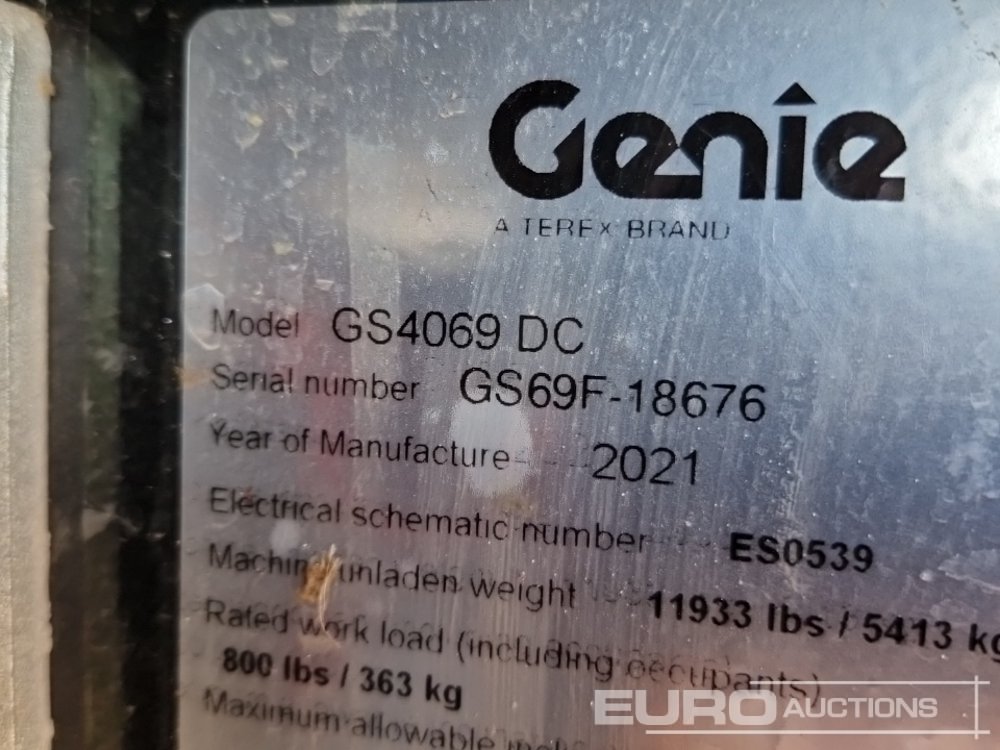 Genie
A TEREX BRAND
Model GS4069 DC
Serial number GS69F-18676
Year of Manufacture 2021
Electrical schematic number ES0539
Machine unladen weight 11933 lbs / 5413 kg
Rated work load (including occupants)
800 lbs / 363 kg
Maximum allowable
EURO AUCTIONS